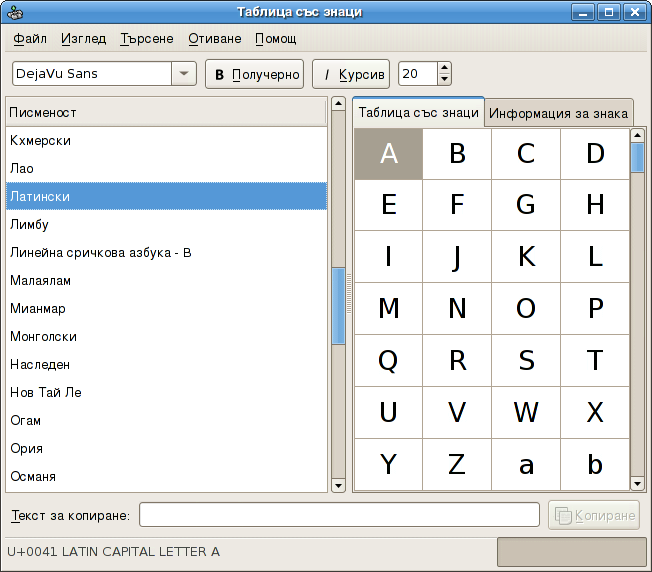 Таблица със знаци
Файл Изглед Търсене Отиване Помощ
DejaVu Sans B Получерно I Курсив 20
Писменост
Кхмерски
Лао
Латински
Лимбу
Линейна сричкова азбука - В
Малаялам
Мианмар
Монголски
Наследен
Нов Тай Ле
Огам
Ория
Османя
Таблица със знаци Информация за знака
A B C D
E F G H
I J K L
M N O P
Q R S T
U V W X
Y Z a b
Текст за копиране: Копиране
U+0041 LATIN CAPITAL LETTER A